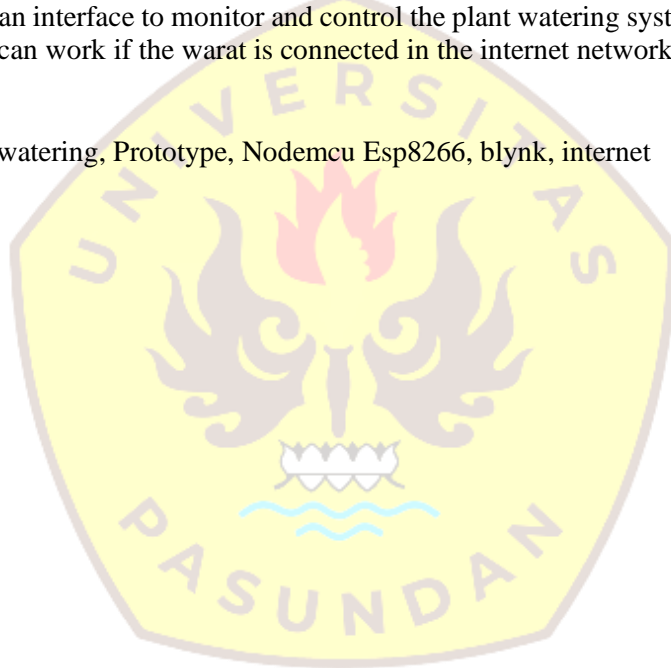 an interface to monitor and control the plant watering syst
can work if the warat is connected in the internet network
watering, Prototype, Nodemcu Esp8266, blynk, internet
UNIVERSITAS
PASUNDAN